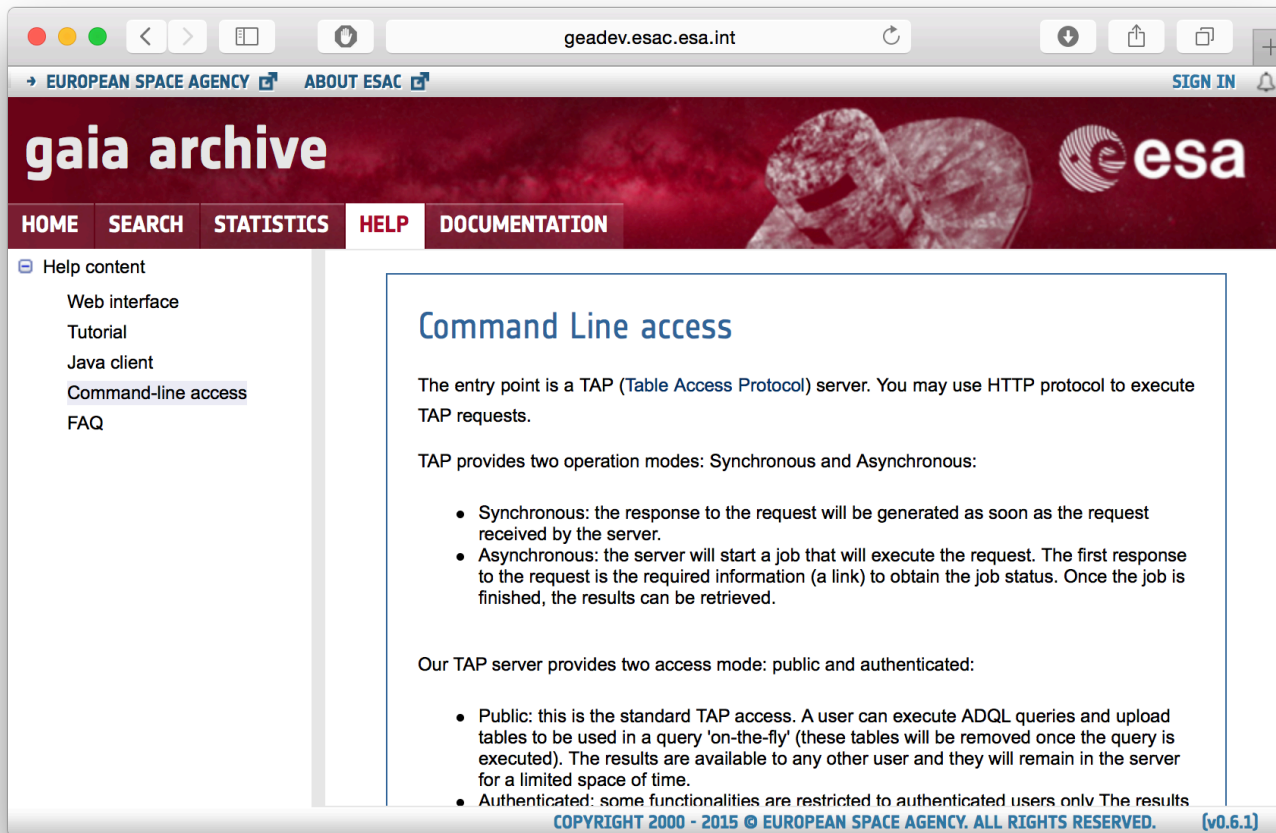 geadev.esac.esa.int
EUROPEAN SPACE AGENCY ABOUT ESAC SIGN IN
gaia archive esa
HOME SEARCH STATISTICS HELP DOCUMENTATION
Help content
Web interface
Tutorial
Java client
Command-line access
FAQ
Command Line access
The entry point is a TAP (Table Access Protocol) server. You may use HTTP protocol to execute
TAP requests.
TAP provides two operation modes: Synchronous and Asynchronous:
• Synchronous: the response to the request will be generated as soon as the request
received by the server.
• Asynchronous: the server will start a job that will execute the request. The first response
to the request is the required information (a link) to obtain the job status. Once the job is
finished, the results can be retrieved.
Our TAP server provides two access mode: public and authenticated:
• Public: this is the standard TAP access. A user can execute ADQL queries and upload
tables to be used in a query 'on-the-fly' (these tables will be removed once the query is
executed). The results are available to any other user and they will remain in the server
for a limited space of time.
• Authenticated: some functionalities are restricted to authenticated users only The results
COPYRIGHT 2000 - 2015 © EUROPEAN SPACE AGENCY. ALL RIGHTS RESERVED. (v0.6.1)